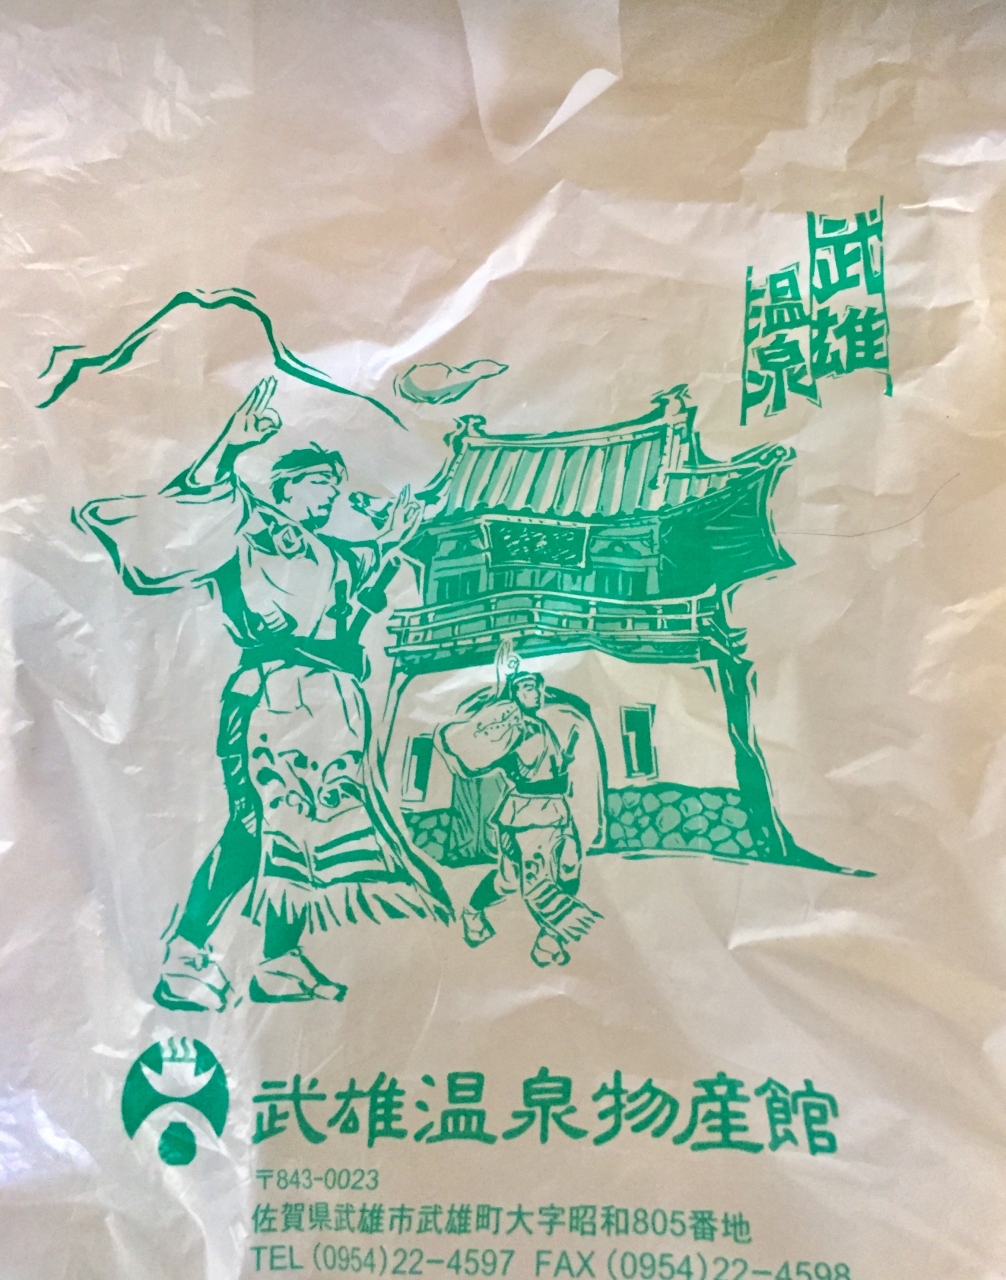 武雄
温泉
武雄温泉物産館
〒843-0023
佐賀県武雄市武雄町大字昭和805番地
TEL (0954)22-4597 FAX (0954)22-4598